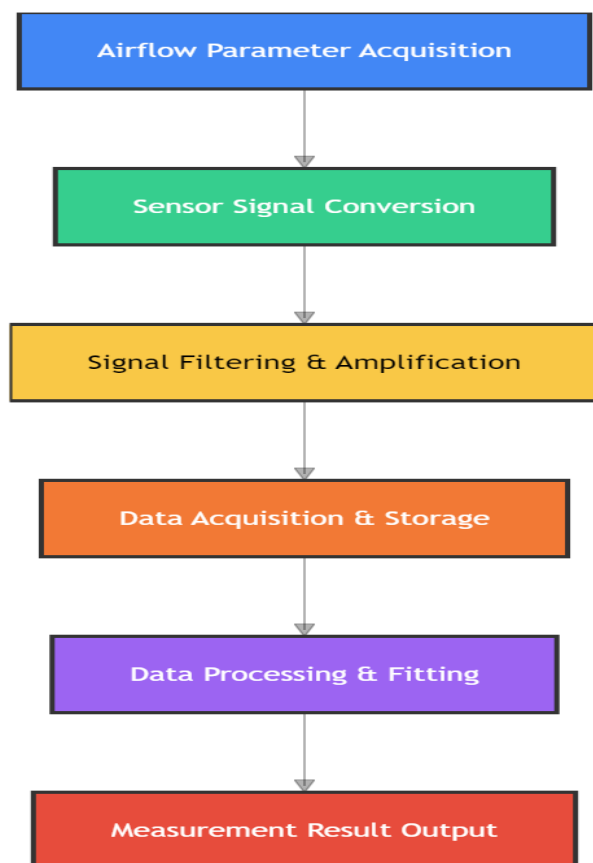 Airflow Parameter Acquisition
Sensor Signal Conversion
Signal Filtering & Amplification
Data Acquisition & Storage
Data Processing & Fitting
Measurement Result Output